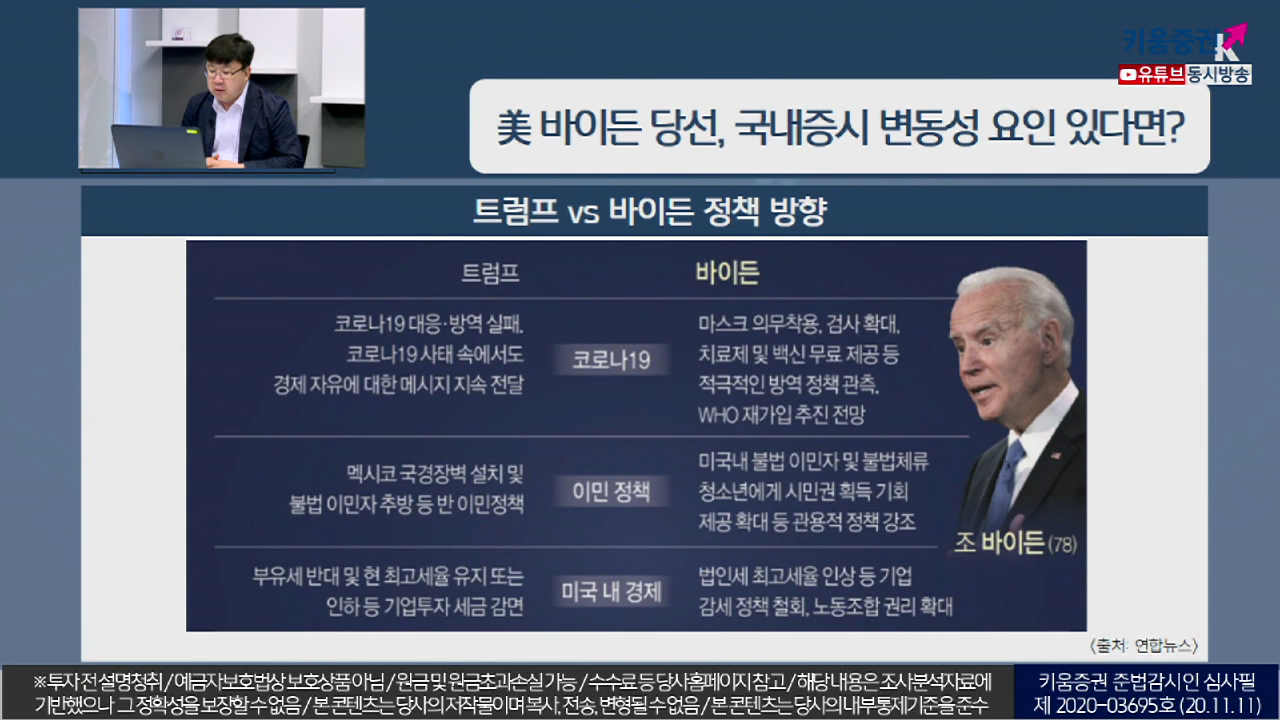 키움증권
K
유튜브 동시방송
美 바이든 당선, 국내증시 변동성 요인 있다면?
트럼프 vs 바이든 정책 방향
트럼프
바이든
코로나19 대응·방역 실패,
코로나19 사태 속에서도
경제 자유에 대한 메시지 지속 전달
코로나19
마스크 의무착용, 검사 확대,
치료제 및 백신 무료 제공 등
적극적인 방역 정책 관측,
WHO 재가입 추진 전망
멕시코 국경장벽 설치 및
불법 이민자 추방 등 반 이민정책
이민 정책
미국내 불법 이민자 및 불법체류
청소년에게 시민권 획득 기회
제공 확대 등 관용적 정책 강조
조 바이든 (78)
부유세 반대 및 현 최고세율 유지 또는
인하 등 기업투자 세금 감면
미국 내 경제
법인세 최고세율 인상 등 기업
감세 정책 철회, 노동조합 권리 확대
<출처: 연합뉴스>
※ 투자 전 설명청취 / 예금자보호법상 보호상품 아님 / 원금 및 원금초과손실 가능 / 수수료 등 당사홈페이지 참고 / 해당 내용은 조사분석자료에
기반했으나 그 정확성을 보장할 수 없음 / 본 콘텐츠는 당사의 저작물이며 복사, 전송, 변형될 수 없음 / 본 콘텐츠는 당사의 내부통제기준을 준수
키움증권 준법감시인 심사필
제 2020-03695호 (20.11.11)